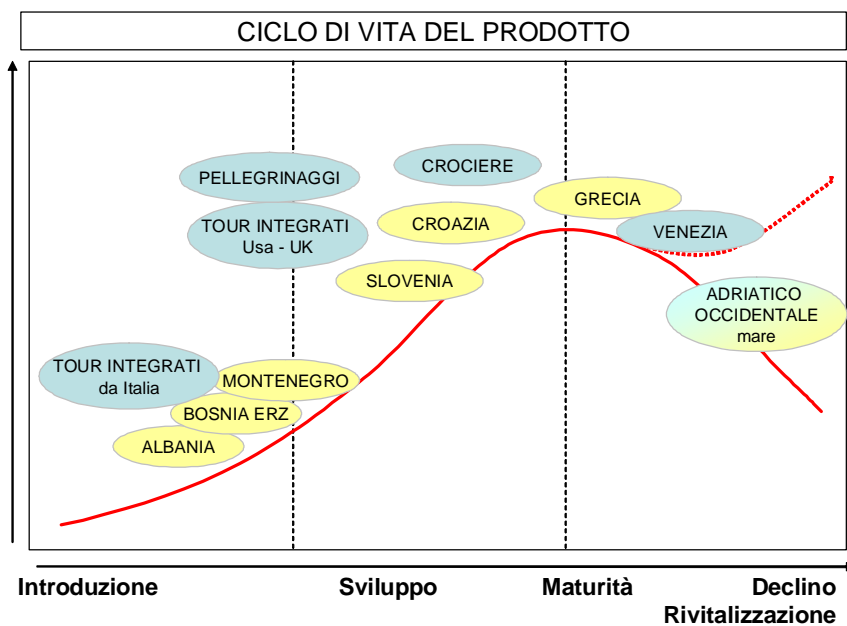 CICLO DI VITA DEL PRODOTTO
PELLEGRINAGGI
CROCIERE
GRECIA
TOUR INTEGRATI
Usa - UK
CROAZIA
VENEZIA
SLOVENIA
ADRIATICO
OCCIDENTALE
mare
TOUR INTEGRATI
da Italia
MONTENEGRO
BOSNIA ERZ
ALBANIA
Introduzione
Sviluppo
Maturità
Declino
Rivitalizzazione